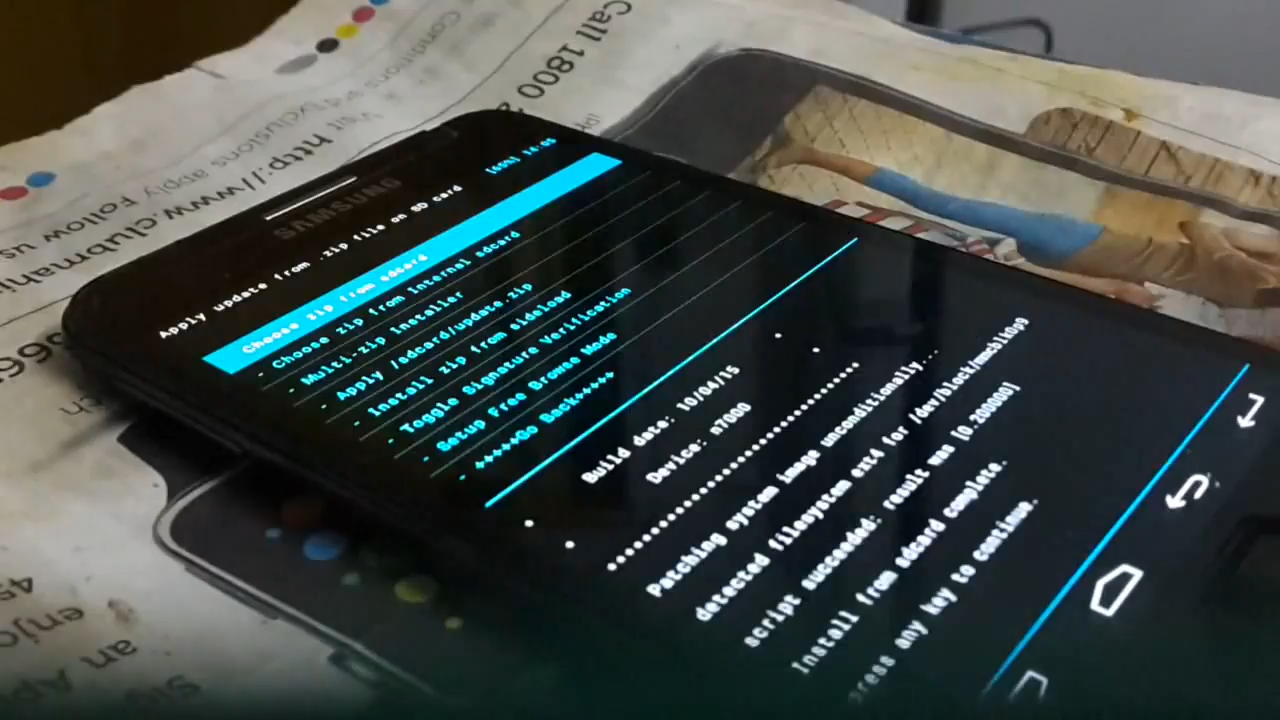 Call 1800
Conditions and exclusions apply Follow us
Visit http://www.clubmani
SAMSUNG
Apply update from .zip file on SD card
Choose zip from sdcard
- Choose zip from internal sdcard
- Multi-zip Installer
- Apply /sdcard/update.zip
- Install zip from sideload
- Toggle Signature Verification
- Setup Free Browse Mode
- +++++Go Back+++++
Build date: 10/04/15
Device: n7000
Patching system image unconditionally...
detected filesystem ext4 for /dev/block/mmcblk0p9
script succeeded: result was [0.200000]
Install from sdcard complete.
press any key to continue.
enjo
an Ap